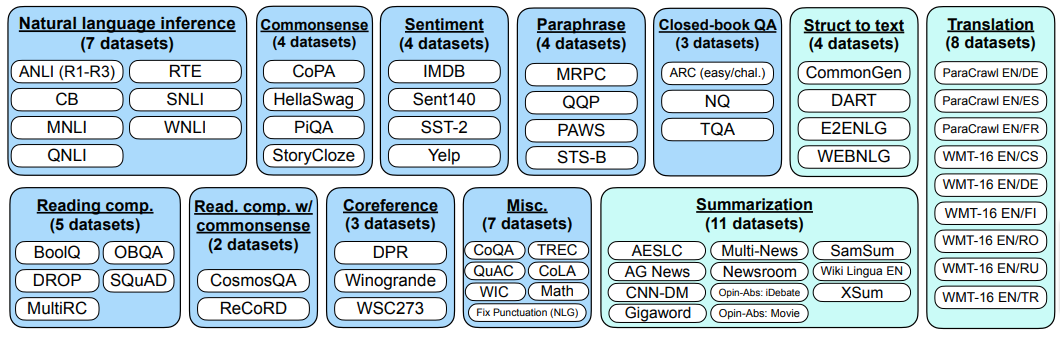 Natural language inference
(7 datasets)
ANLI (R1-R3)
RTE
CB
SNLI
MNLI
WNLI
QNLI
Commonsense
(4 datasets)
CoPA
HellaSwag
PiQA
StoryCloze
Sentiment
(4 datasets)
IMDB
Sent140
SST-2
Yelp
Paraphrase
(4 datasets)
MRPC
QQP
PAWS
STS-B
Closed-book QA
(3 datasets)
ARC (easy/chal.)
NQ
TQA
Struct to text
(4 datasets)
CommonGen
DART
E2ENLG
WEBNLG
Translation
(8 datasets)
ParaCrawl EN/DE
ParaCrawl EN/ES
ParaCrawl EN/FR
WMT-16 EN/CS
WMT-16 EN/DE
WMT-16 EN/FI
WMT-16 EN/RO
WMT-16 EN/RU
WMT-16 EN/TR
Reading comp.
(5 datasets)
BoolQ
OBQA
DROP
SQuAD
MultiRC
Read. comp. w/
commonsense
(2 datasets)
CosmosQA
ReCoRD
Coreference
(3 datasets)
DPR
Winogrande
WSC273
Misc.
(7 datasets)
CoQA
TREC
QuAC
CoLA
WIC
Math
Fix Punctuation (NLG)
Summarization
(11 datasets)
AESLC
Multi-News
SamSum
AG News
Newsroom
Wiki Lingua EN
CNN-DM
Opin-Abs: iDebate
XSum
Gigaword
Opin-Abs: Movie